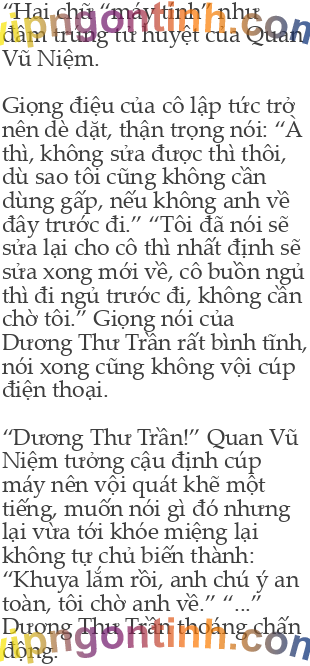 “Hai chữ “máy tính” như
đâm trúng tử huyệt của Quan
Vũ Niệm.
Giọng điệu của cô lập tức trở
nên dè dặt, thận trọng nói: “À
thì, không sửa được thì thôi,
dù sao tôi cũng không cần
dùng gấp, nếu không anh về
đây trước đi.” “Tôi đã nói sẽ
sửa lại cho cô thì nhất định sẽ
sửa xong mới về, cô buồn ngủ
thì đi ngủ trước đi, không cần
chờ tôi.” Giọng nói của
Dương Thư Trần rất bình tĩnh,
nói xong cũng không vội cúp
điện thoại.
“Dương Thư Trần!” Quan Vũ
Niệm tưởng cậu định cúp
máy nên vội quát khẽ một
tiếng, muốn nói gì đó nhưng
lại vừa tới khóe miệng lại
không tự chủ biến thành:
“Khuya lắm rồi, anh chú ý an
toàn, tôi chờ anh về.” “...”
Dương Thư Trần thoáng chấn
động.
vipngontinh.com
vipngontinh.com